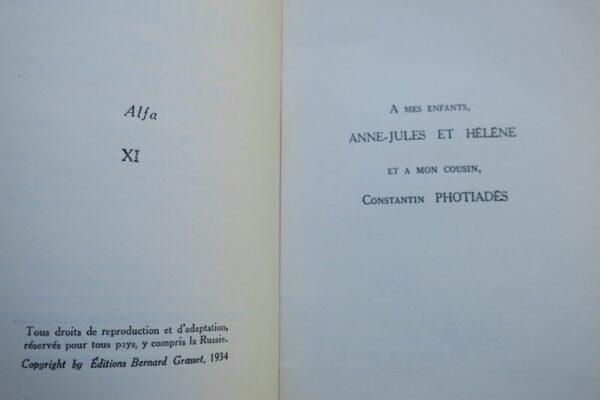 Alfa
XI
Tous droits de reproduction et d'adaptation,
réservés pour tous pays, y compris la Russie.
Copyright by Éditions Bernard Grasset, 1934
A MES ENFANTS,
ANNE-JULES ET HÉLÈNE
ET A MON COUSIN,
CONSTANTIN PHOTIADÈS